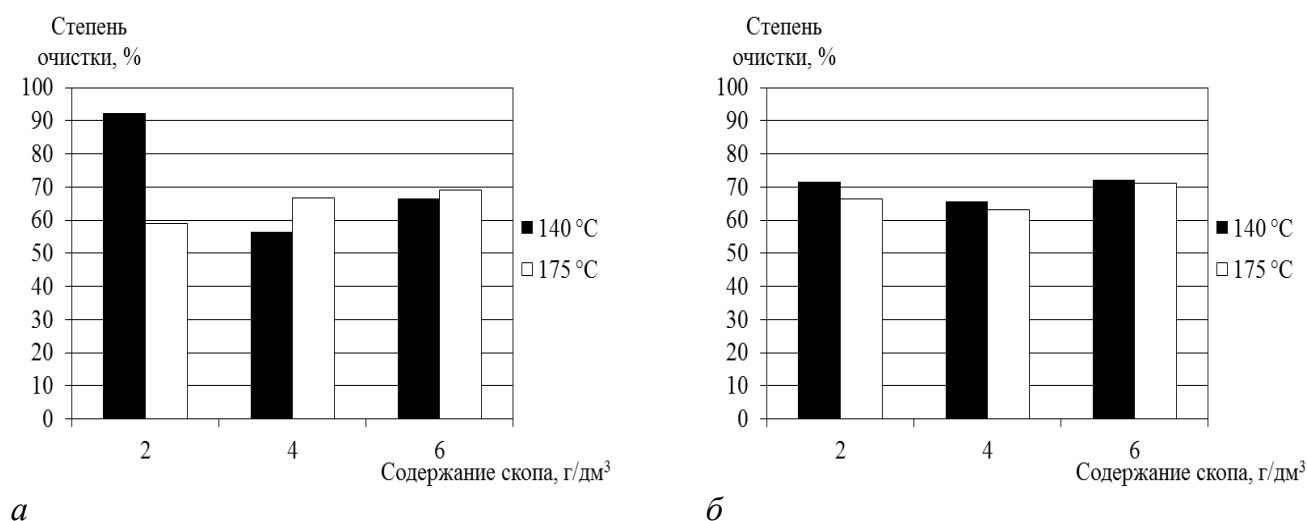 Степень
очистки, %
100
90
80
70
60
50
40
30
20
10
0
2 4 6
Содержание скопа, г/дм³
140 °C
175 °C
а
Степень
очистки, %
100
90
80
70
60
50
40
30
20
10
0
2 4 6
Содержание скопа, г/дм³
140 °C
175 °C
б